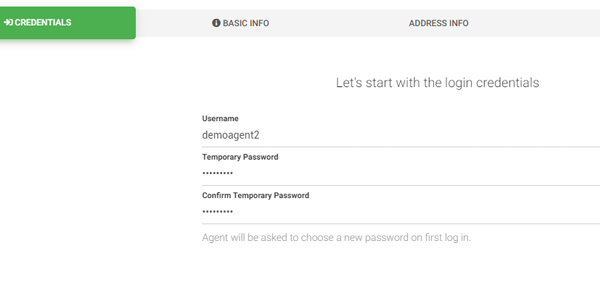 CREDENTIALS
BASIC INFO
ADDRESS INFO
Let's start with the login credentials
Username
demoagent2
Temporary Password
•••••••••
Confirm Temporary Password
•••••••••
Agent will be asked to choose a new password on first log in.